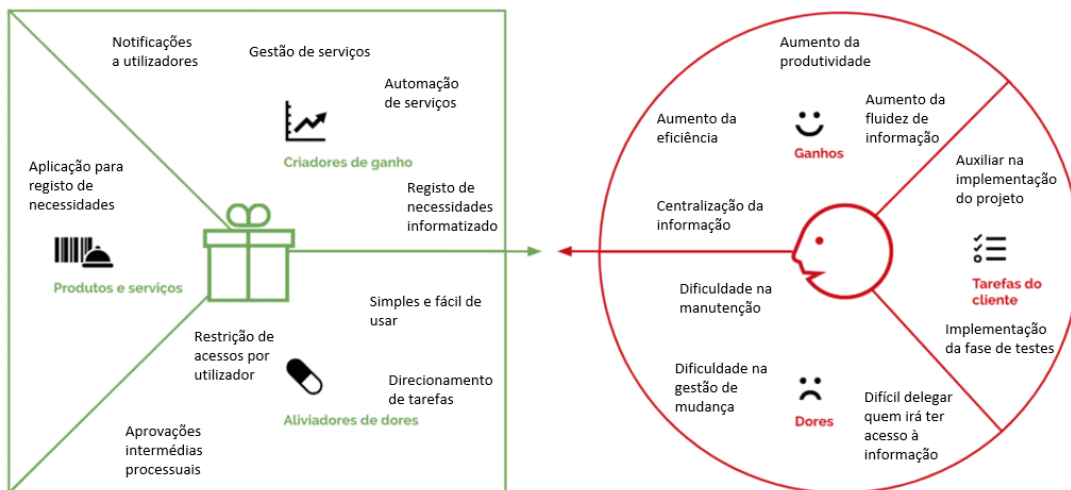 Notificações
a utilizadores
Gestão de serviços
Automação
de serviços
Criadores de ganho
Aplicação para
registo de
necessidades
Produtos e serviços
Registo de
necessidades
informatizado
Simples e fácil de
usar
Restrição de
acessos por
utilizador
Direcionamento
de tarefas
Aliviadores de dores
Aprovações
intermédias
processuais
Aumento da
produtividade
Aumento da
eficiência
Aumento da
fluidez de
informação
Ganhos
Centralização da
informação
Auxiliar na
implementação
do projeto
Tarefas do
cliente
Implementação
da fase de testes
Dificuldade na
manutenção
Dificuldade na
gestão de
mudança
Dores
Difícil delegar
quem irá ter
acesso à
informação